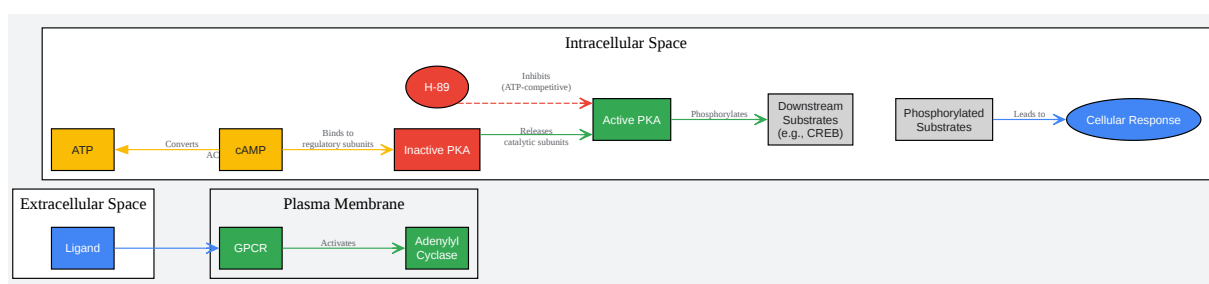 Intracellular Space
H-89
Inhibits
(ATP-competitive)
Active PKA
Phosphorylates
Downstream
Substrates
(e.g., CREB)
Phosphorylated
Substrates
Leads to
Cellular Response
ATP
Converts
AC
cAMP
Binds to
regulatory subunits
Inactive PKA
Releases
catalytic subunits
Extracellular Space
Ligand
Plasma Membrane
GPCR
Activates
Adenylyl
Cyclase